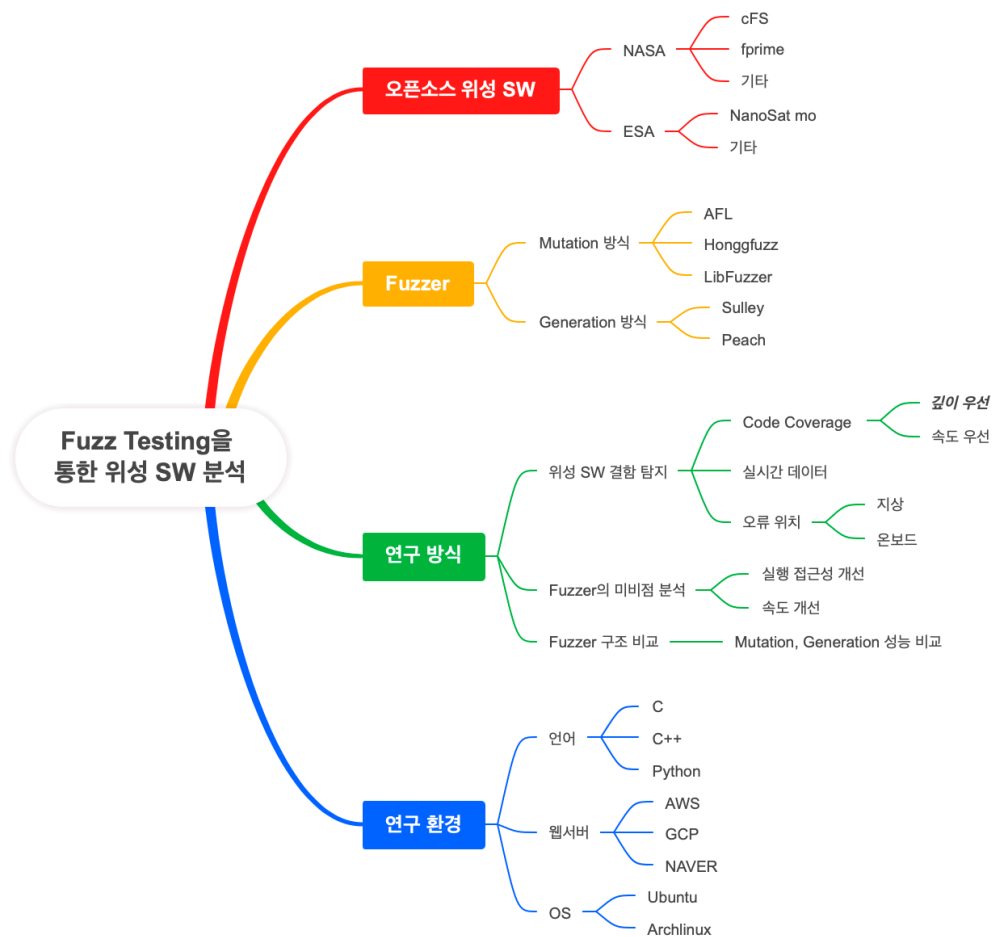 Fuzz Testing을
통한 위성 SW 분석
오픈소스 위성 SW
NASA
cFS
fprime
기타
ESA
NanoSat mo
기타
Fuzzer
Mutation 방식
AFL
Honggfuzz
LibFuzzer
Generation 방식
Sulley
Peach
연구 방식
위성 SW 결함 탐지
Code Coverage
깊이 우선
속도 우선
실시간 데이터
오류 위치
지상
온보드
Fuzzer의 미비점 분석
실행 접근성 개선
속도 개선
Fuzzer 구조 비교
Mutation, Generation 성능 비교
연구 환경
언어
C
C++
Python
웹서버
AWS
GCP
NAVER
OS
Ubuntu
Archlinux